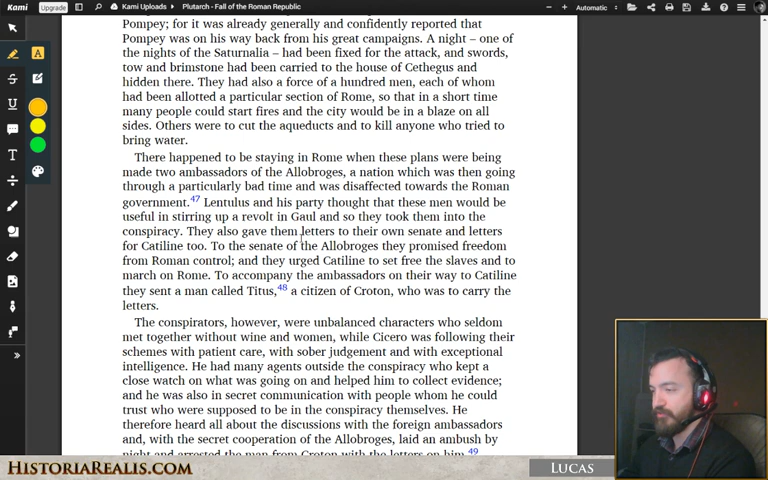 Kami
Upgrade
Kami Uploads
Plutarch - Fall of the Roman Republic
Automatic
A
T
Pompey; for it was already generally and confidently reported that
Pompey was on his way back from his great campaigns. A night – one of
the nights of the Saturnalia – had been fixed for the attack, and swords,
tow and brimstone had been carried to the house of Cethegus and
hidden there. They had also a force of a hundred men, each of whom
had been allotted a particular section of Rome, so that in a short time
many people could start fires and the city would be in a blaze on all
sides. Others were to cut the aqueducts and to kill anyone who tried to
bring water.
There happened to be staying in Rome when these plans were being
made two ambassadors of the Allobroges, a nation which was then going
through a particularly bad time and was disaffected towards the Roman
government.47 Lentulus and his party thought that these men would be
useful in stirring up a revolt in Gaul and so they took them into the
conspiracy. They also gave them letters to their own senate and letters
for Catiline too. To the senate of the Allobroges they promised freedom
from Roman control; and they urged Catiline to set free the slaves and to
march on Rome. To accompany the ambassadors on their way to Catiline
they sent a man called Titus,48 a citizen of Croton, who was to carry the
letters.
The conspirators, however, were unbalanced characters who seldom
met together without wine and women, while Cicero was following their
schemes with patient care, with sober judgement and with exceptional
intelligence. He had many agents outside the conspiracy who kept a
close watch on what was going on and helped him to collect evidence;
and he was also in secret communication with people whom he could
trust who were supposed to be in the conspiracy themselves. He
therefore heard all about the discussions with the foreign ambassadors
and, with the secret cooperation of the Allobroges, laid an ambush by
night and arrested the man from Croton with the letters on him.49
HISTORIAREALIS.COM
LUCAS